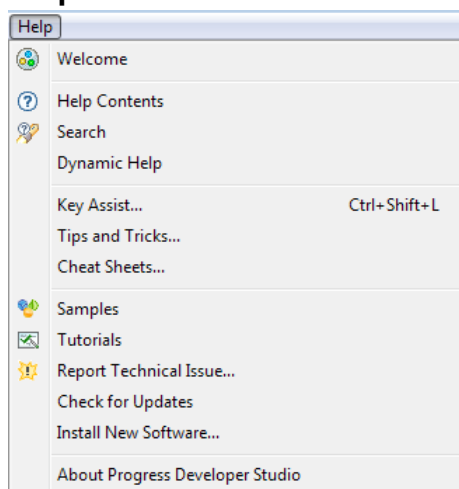 Help
Welcome
Help Contents
Search
Dynamic Help
Key Assist... Ctrl+Shift+L
Tips and Tricks...
Cheat Sheets...
Samples
Tutorials
Report Technical Issue...
Check for Updates
Install New Software...
About Progress Developer Studio